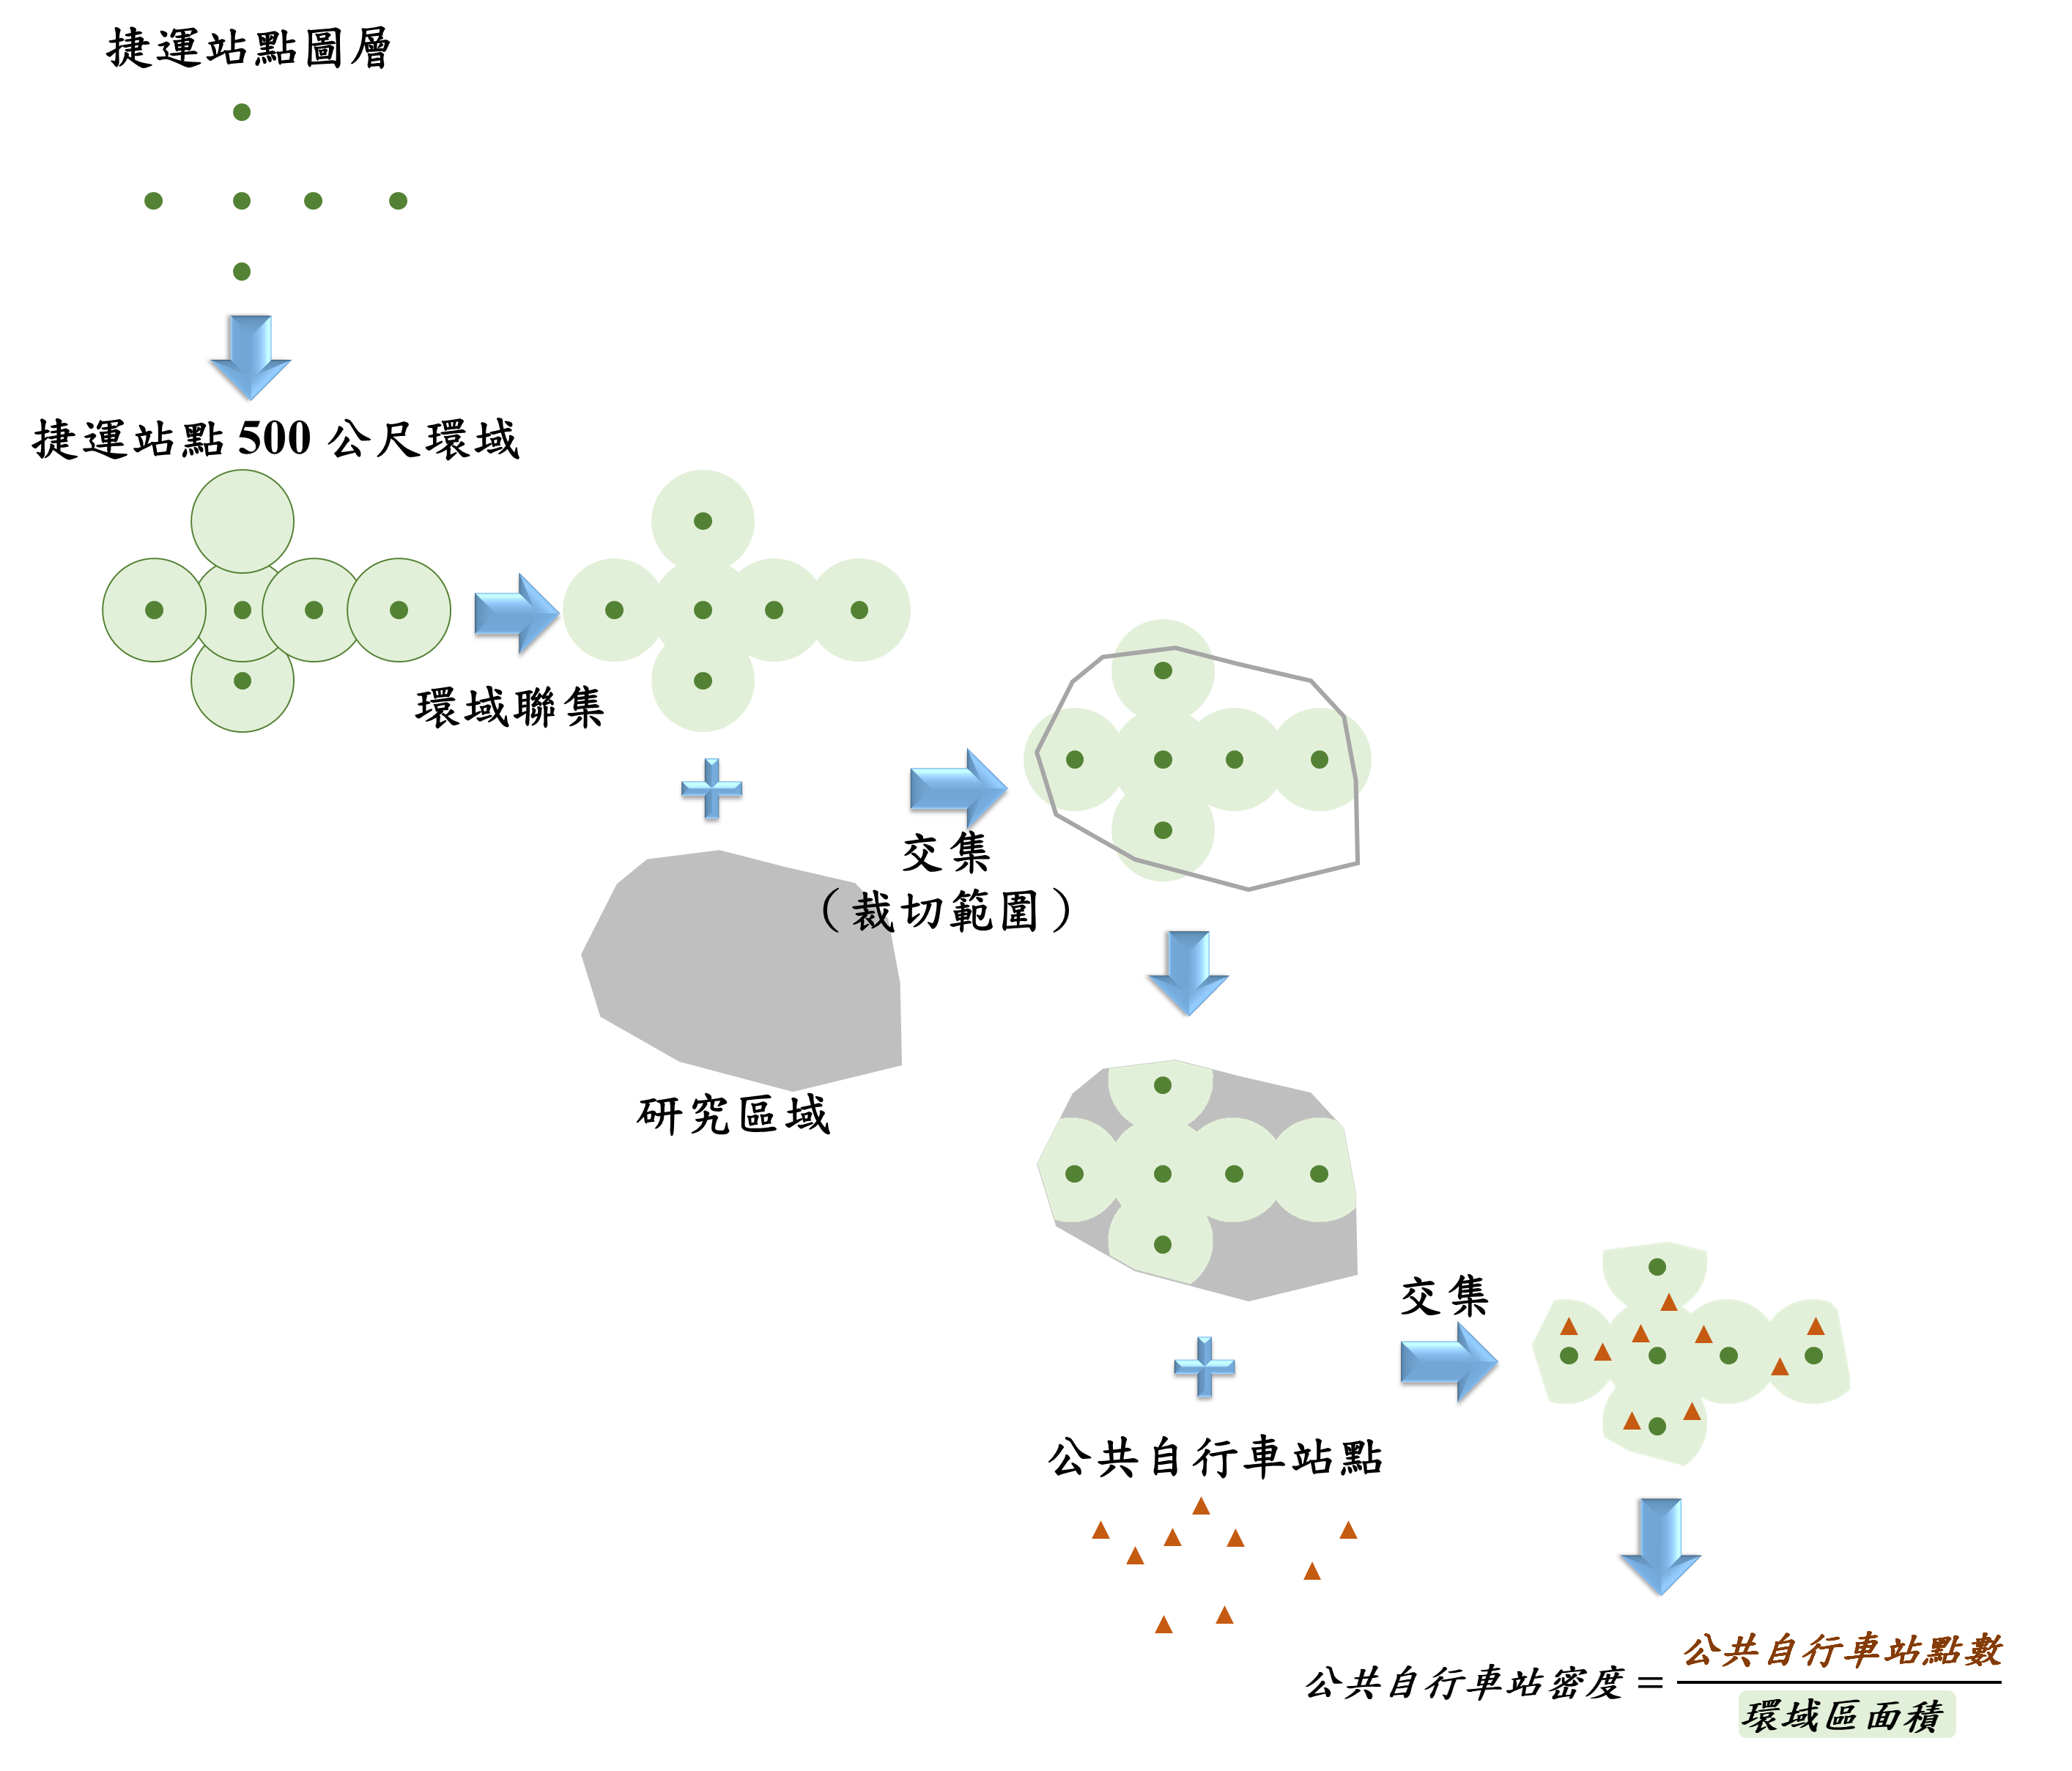 捷運站點圖層
捷運站點 500 公尺環域
環域聯集
交集
（裁切範圍）
研究區域
交集
公共自行車站點
公共自行車站密度 = 公共自行車站點數
環域區面積